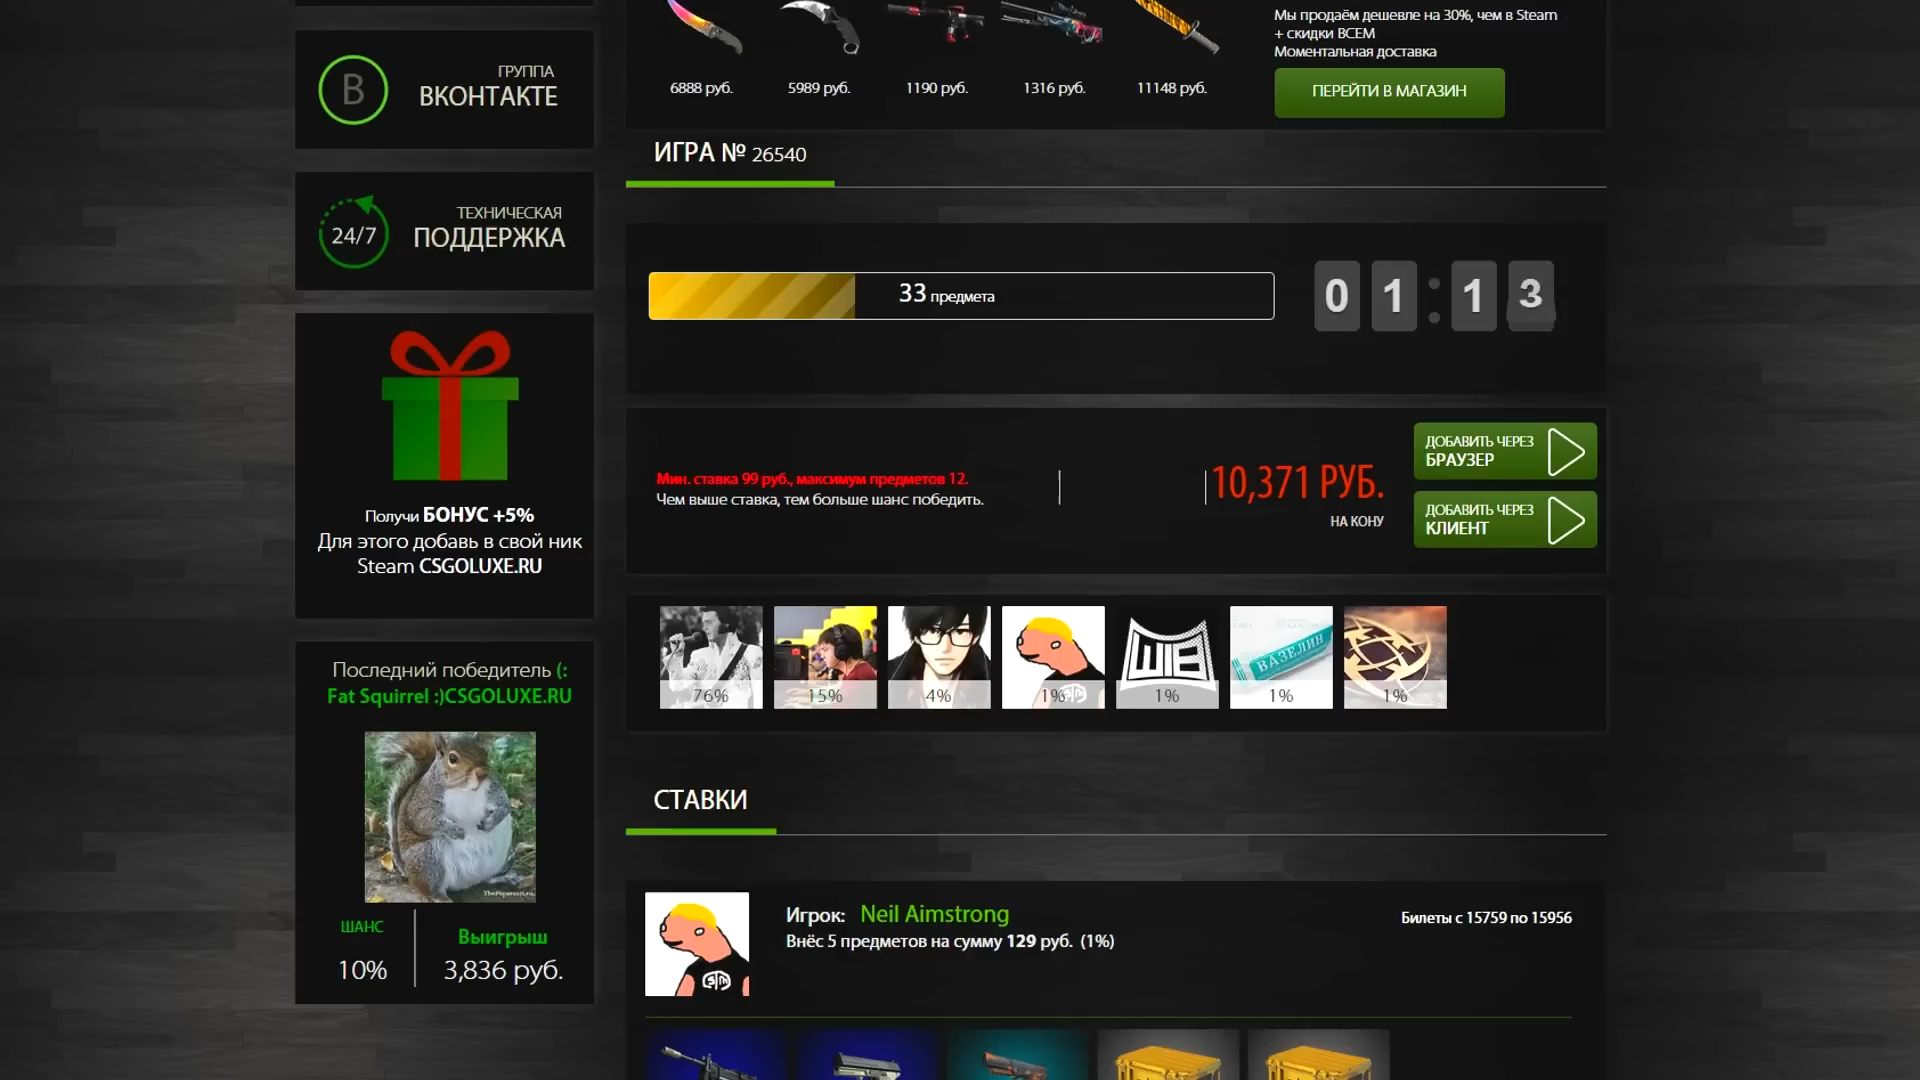 Мы продаём дешевле на 30%, чем в Steam
+ скидки ВСЕМ
Моментальная доставка
6888 руб.
5989 руб.
1190 руб.
1316 руб.
11148 руб.
ПЕРЕЙТИ В МАГАЗИН
B
ГРУППА
ВКОНТАКТЕ
24/7
ТЕХНИЧЕСКАЯ
ПОДДЕРЖКА
Получи БОНУС +5%
Для этого добавь в свой ник
Steam CSGOLUXE.RU
Последний победитель (:
Fat Squirrel :)CSGOLUXE.RU
ШАНС
10%
Выигрыш
3,836 руб.
ИГРА № 26540
33 предмета
01:13
Мин. ставка 99 руб., максимум предметов 12.
Чем выше ставка, тем больше шанс победить.
10,371 РУБ.
НА КОНУ
ДОБАВИТЬ ЧЕРЕЗ
БРАУЗЕР
ДОБАВИТЬ ЧЕРЕЗ
КЛИЕНТ
ВАЗЕЛИН
76%
15%
4%
1%
1%
1%
1%
СТАВКИ
Игрок: Neil Aimstrong
Внёс 5 предметов на сумму 129 руб. (1%)
Билеты с 15759 по 15956